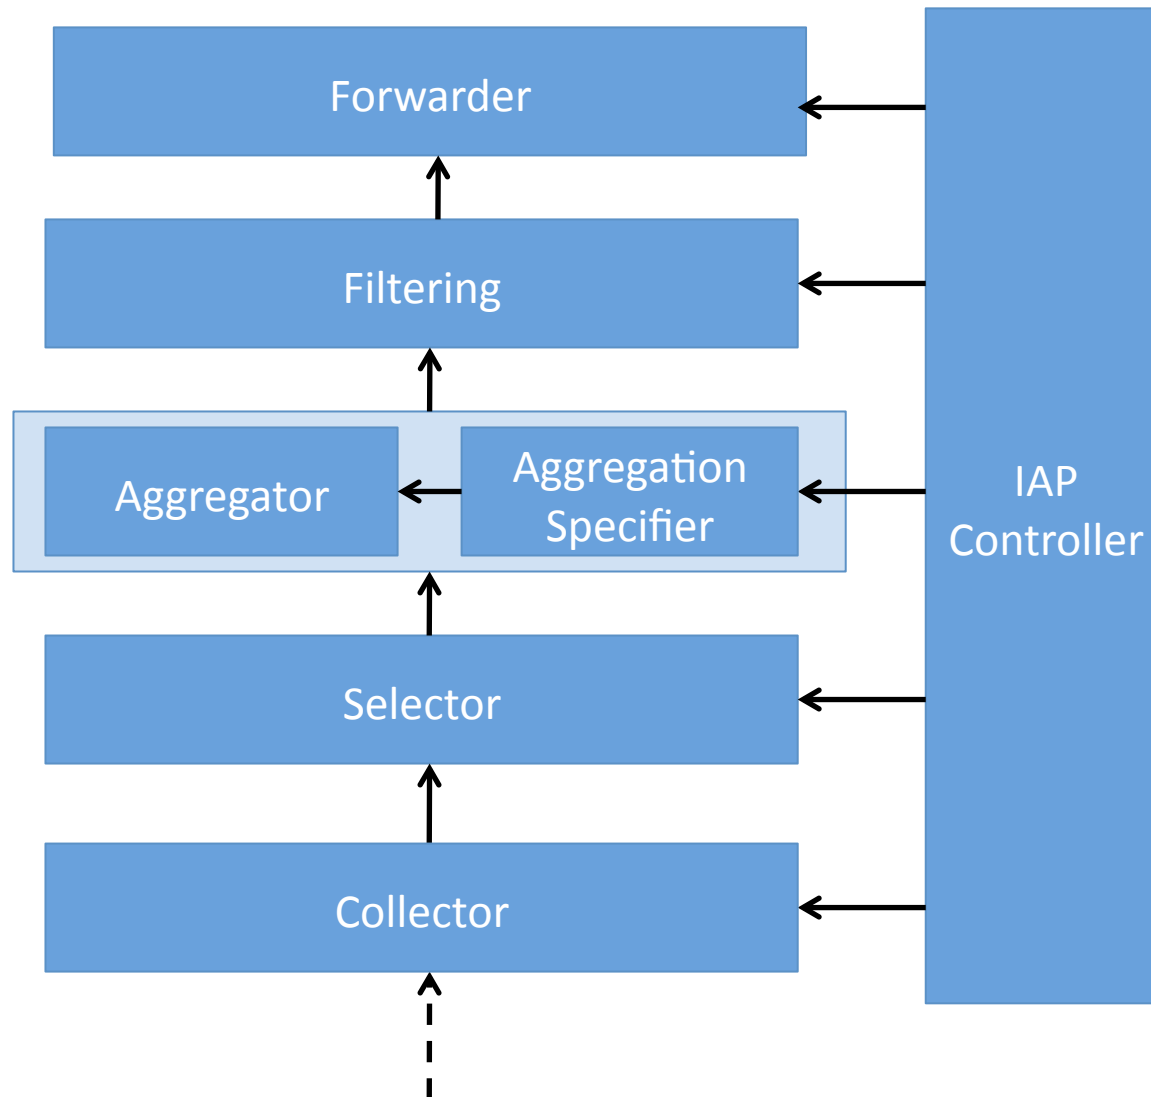 Forwarder
Filtering
Aggregator
Aggregation
Specifier
IAP
Controller
Selector
Collector